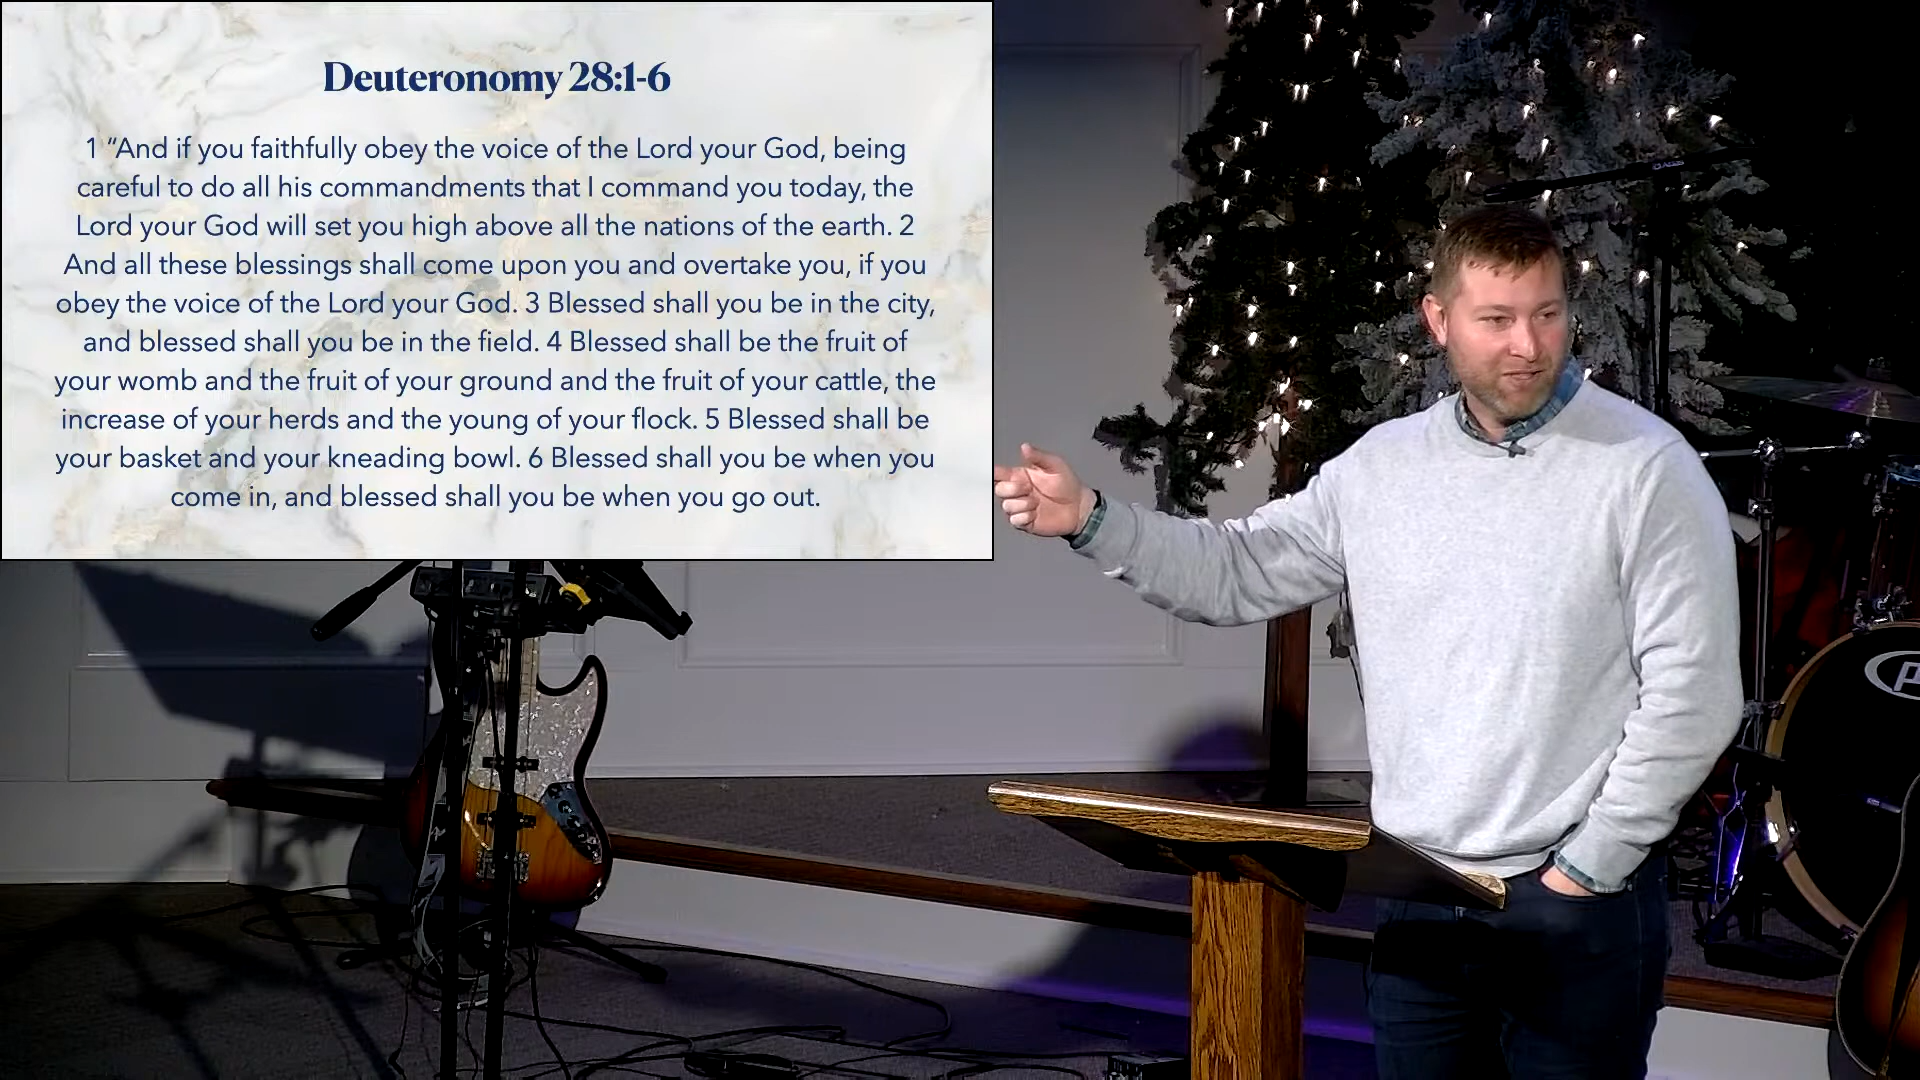 Deuteronomy 28:1-6
1 “And if you faithfully obey the voice of the Lord your God, being
careful to do all his commandments that I command you today, the
Lord your God will set you high above all the nations of the earth. 2
And all these blessings shall come upon you and overtake you, if you
obey the voice of the Lord your God. 3 Blessed shall you be in the city,
and blessed shall you be in the field. 4 Blessed shall be the fruit of
your womb and the fruit of your ground and the fruit of your cattle, the
increase of your herds and the young of your flock. 5 Blessed shall be
your basket and your kneading bowl. 6 Blessed shall you be when you
come in, and blessed shall you be when you go out.